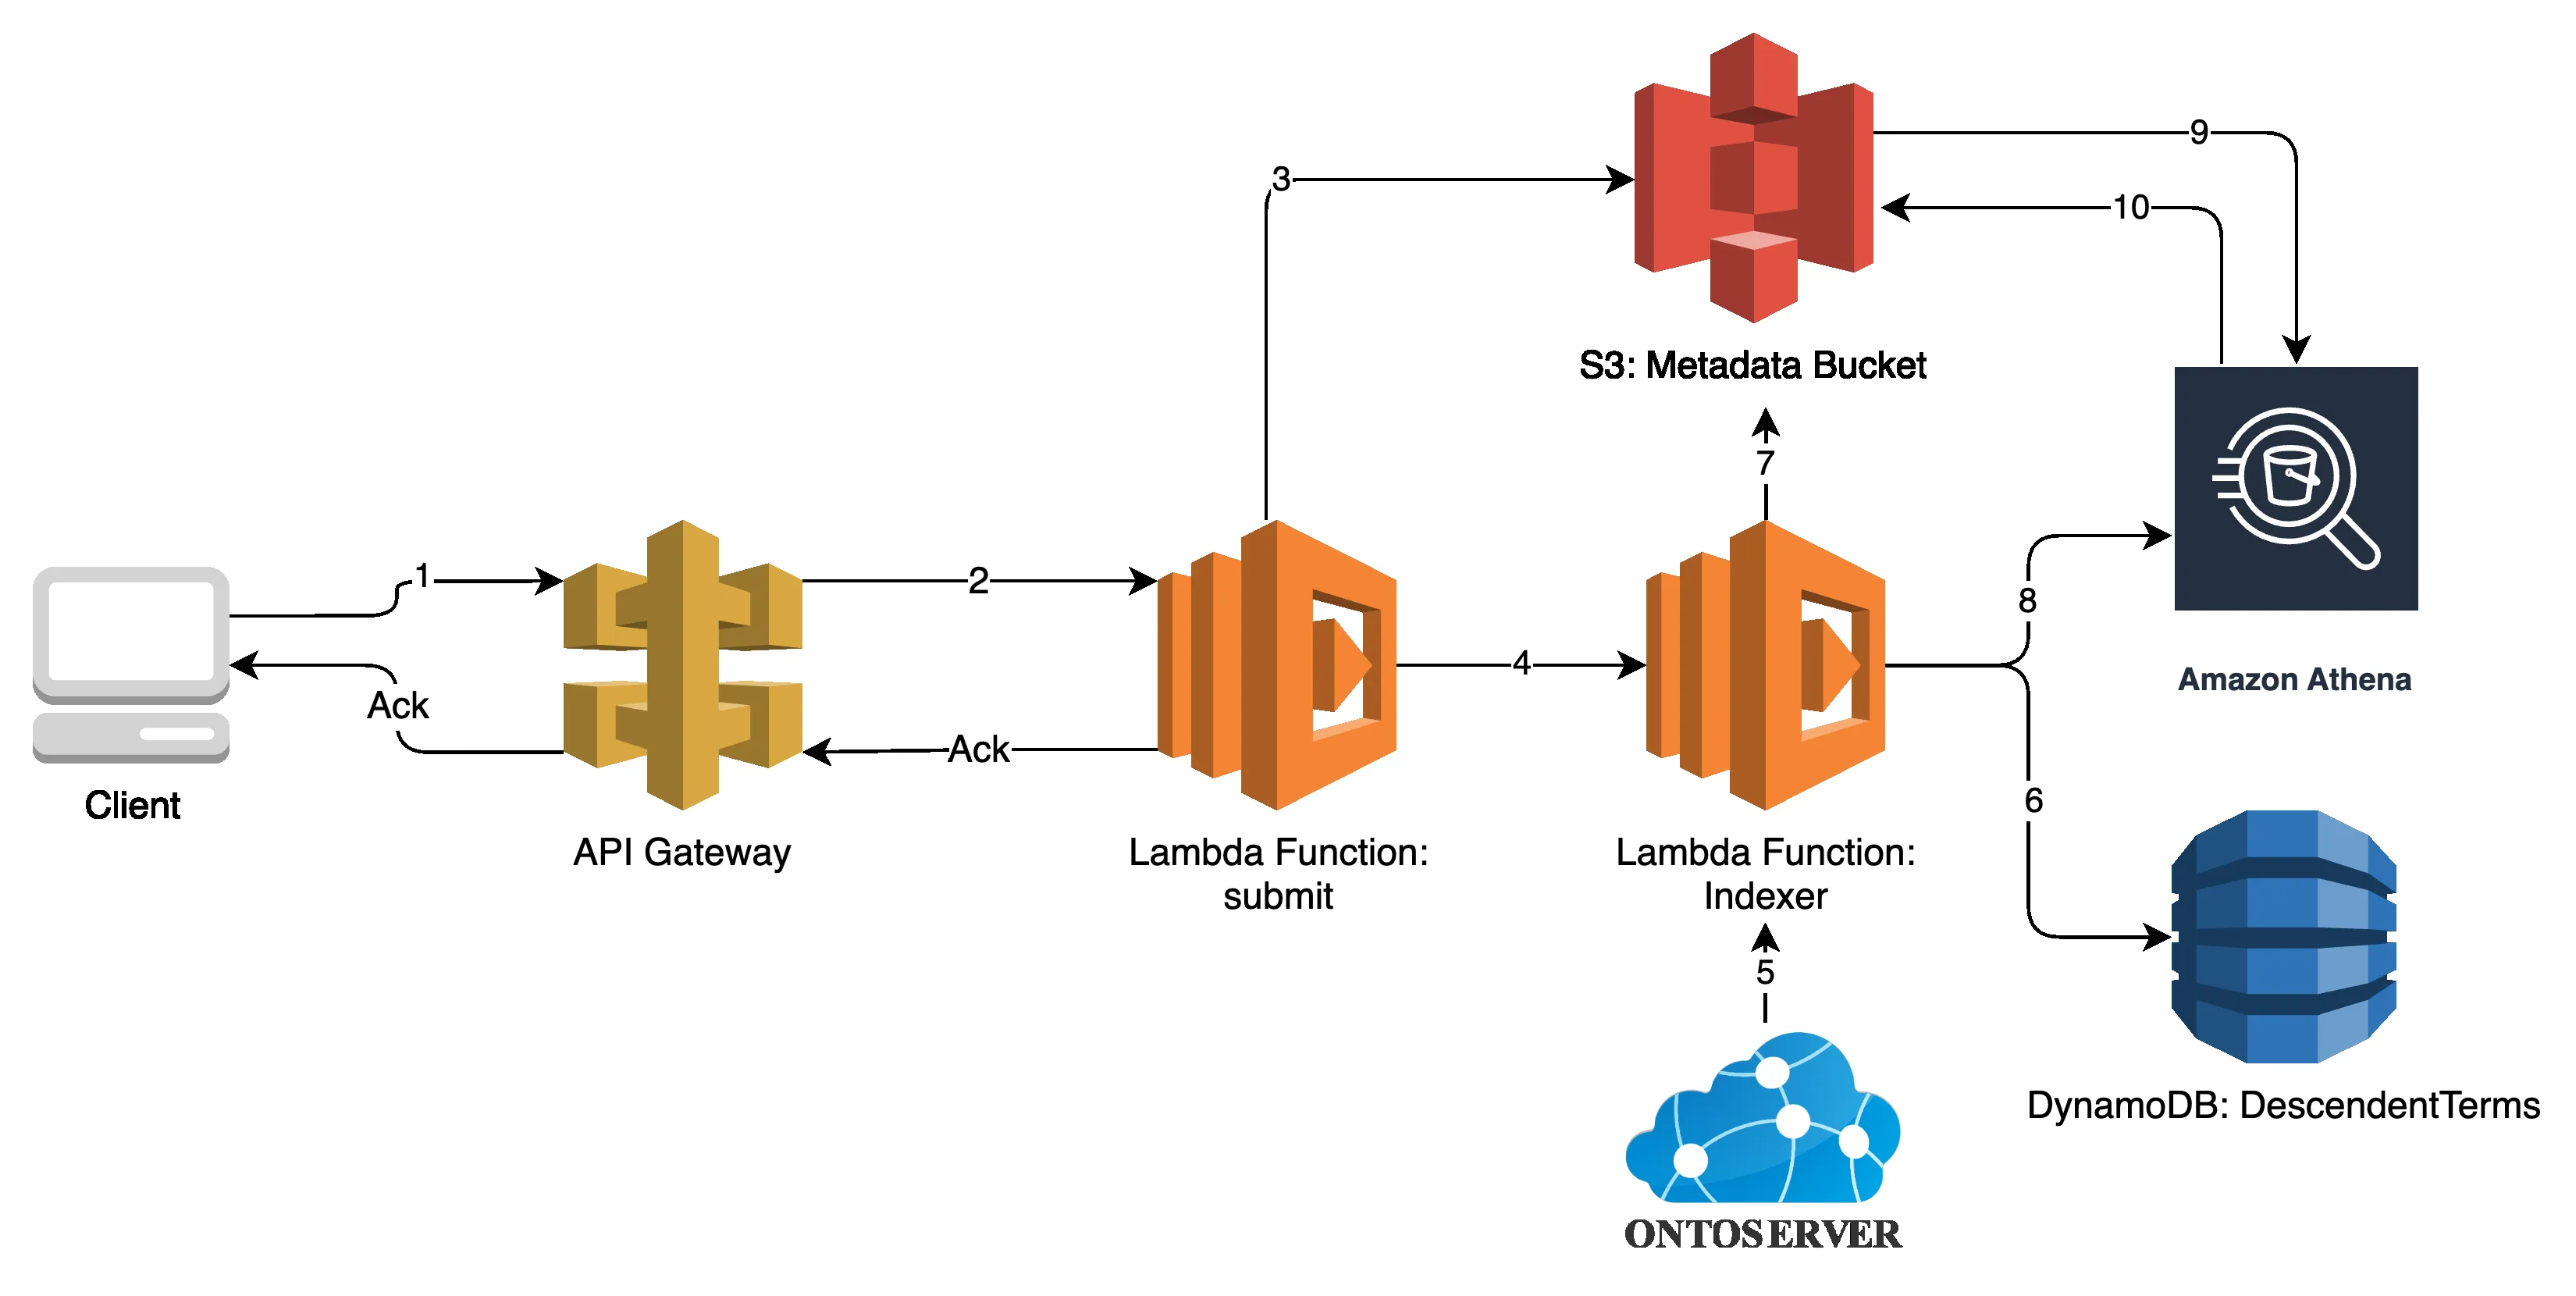 9
3
10
S3: Metadata Bucket
7
1
2
8
4
Amazon Athena
Ack
Ack
6
Client
API Gateway
Lambda Function:
submit
Lambda Function:
Indexer
5
DynamoDB: DescendentTerms
ONTOSERVER